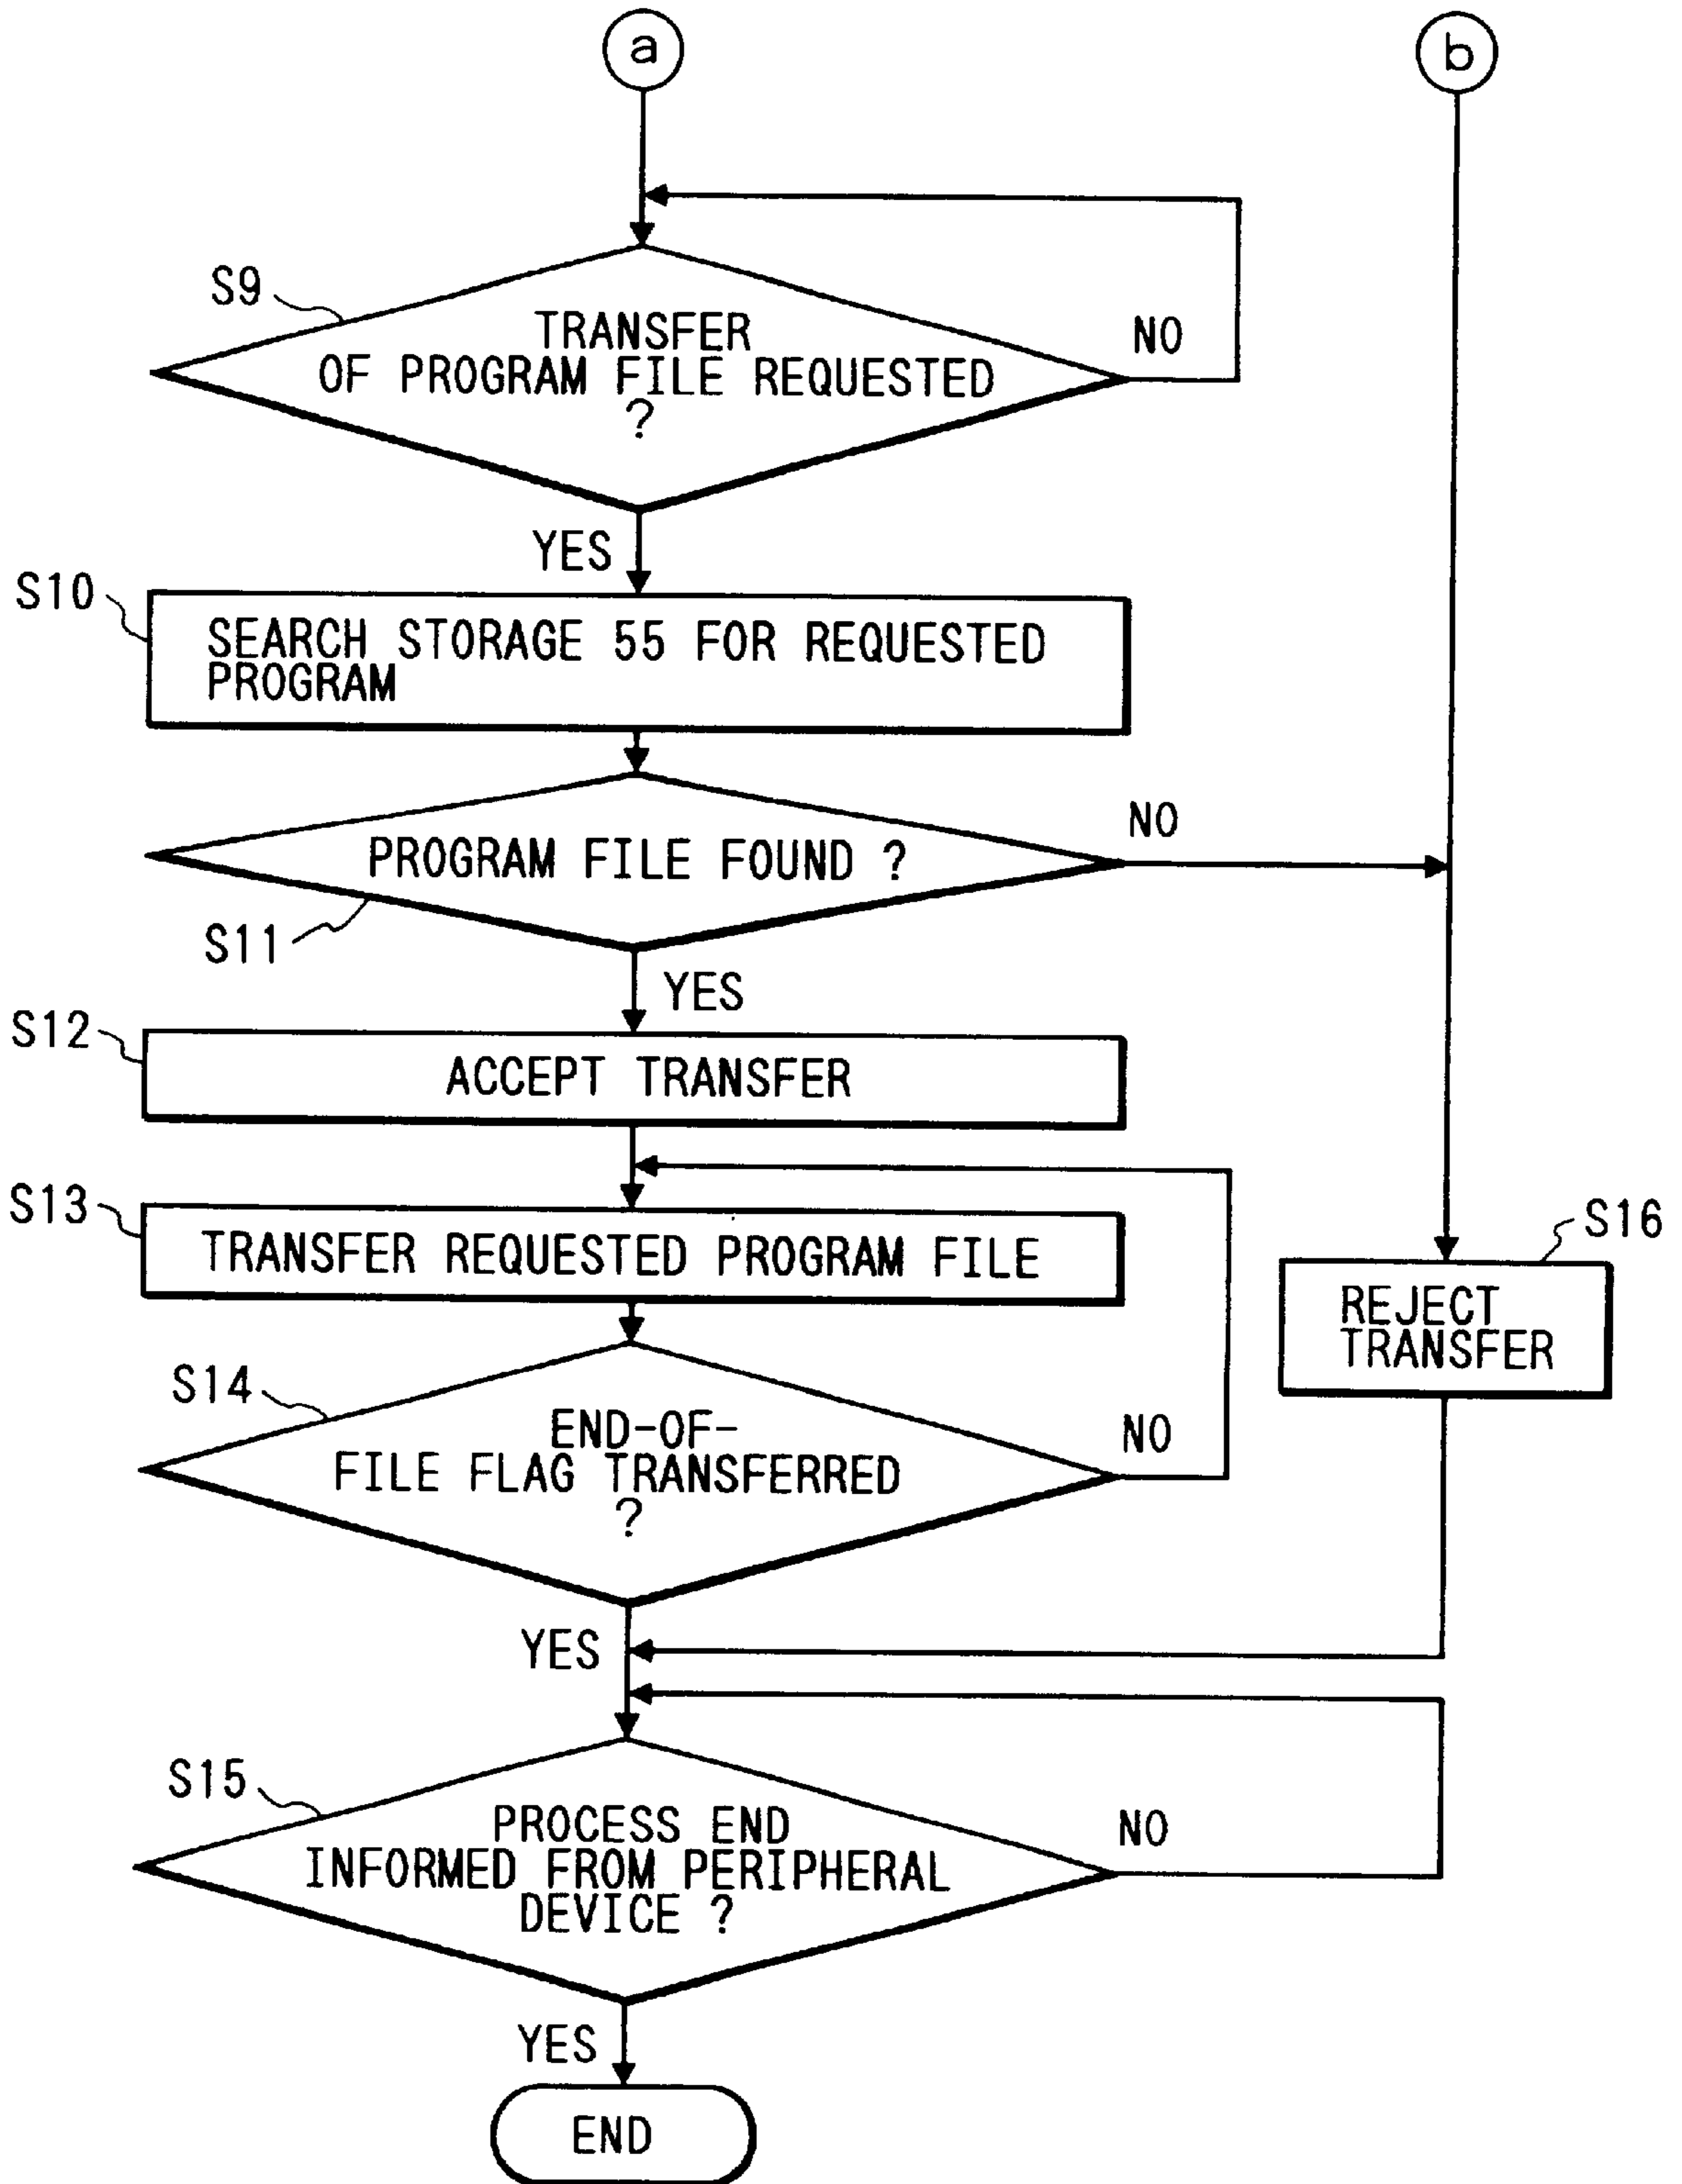 a
b
S9
TRANSFER
OF PROGRAM FILE REQUESTED
?
NO
YES
S10
SEARCH STORAGE 55 FOR REQUESTED
PROGRAM
NO
PROGRAM FILE FOUND ?
S11
YES
S12
ACCEPT TRANSFER
S13
TRANSFER REQUESTED PROGRAM FILE
S16
REJECT
TRANSFER
S14
END-OF-
FILE FLAG TRANSFERRED
?
NO
YES
S15
PROCESS END
INFORMED FROM PERIPHERAL
DEVICE ?
NO
YES
END